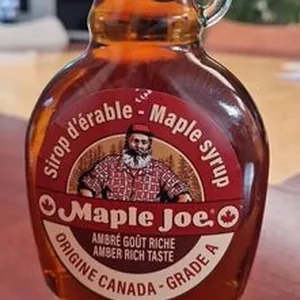 Sirop d'érable - Maple syrup
Maple Joe
AMBRÉ GOÛT RICHE
AMBER RICH TASTE
ORIGINE CANADA - GRADE A